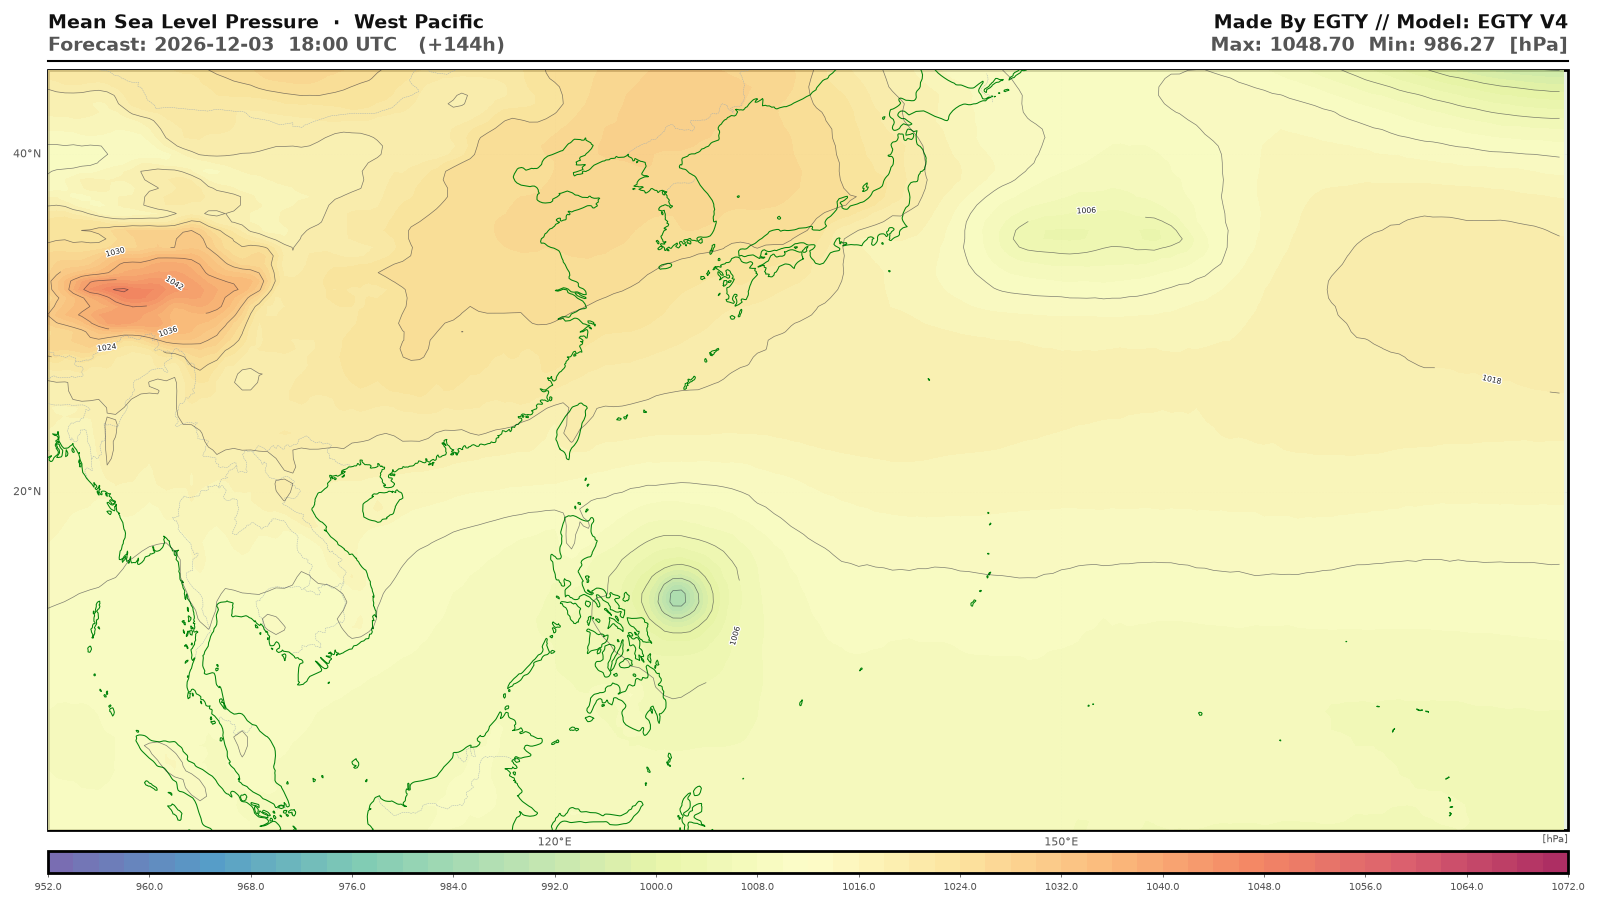 Mean Sea Level Pressure · West Pacific
Made By EGTY // Model: EGTY V4
Forecast: 2026-12-03 18:00 UTC (+144h)
Max: 1048.70 Min: 986.27 [hPa]
40°N
20°N
1006
1030
1042
1036
1024
1018
1006
120°E
150°E
[hPa]
952.0
960.0
968.0
976.0
984.0
992.0
1000.0
1008.0
1016.0
1024.0
1032.0
1040.0
1048.0
1056.0
1064.0
1072.0